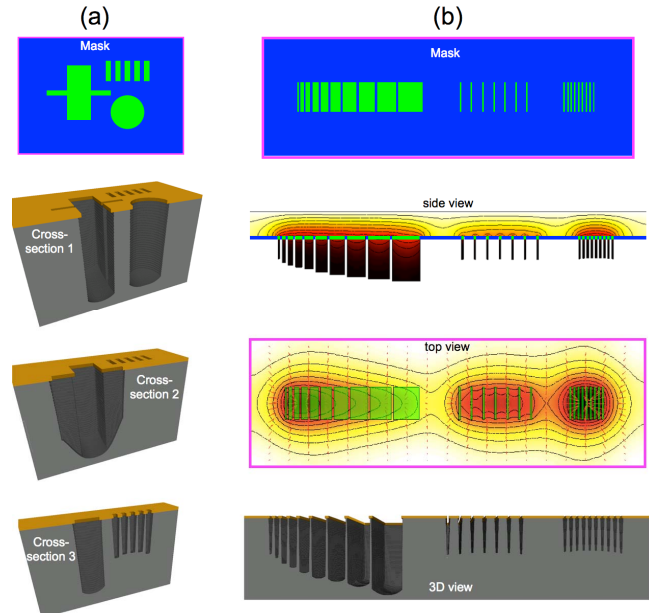 (a)
(b)
Mask
Mask
Cross-
section 1
side view
Cross-
section 2
top view
Cross-
section 3
3D view